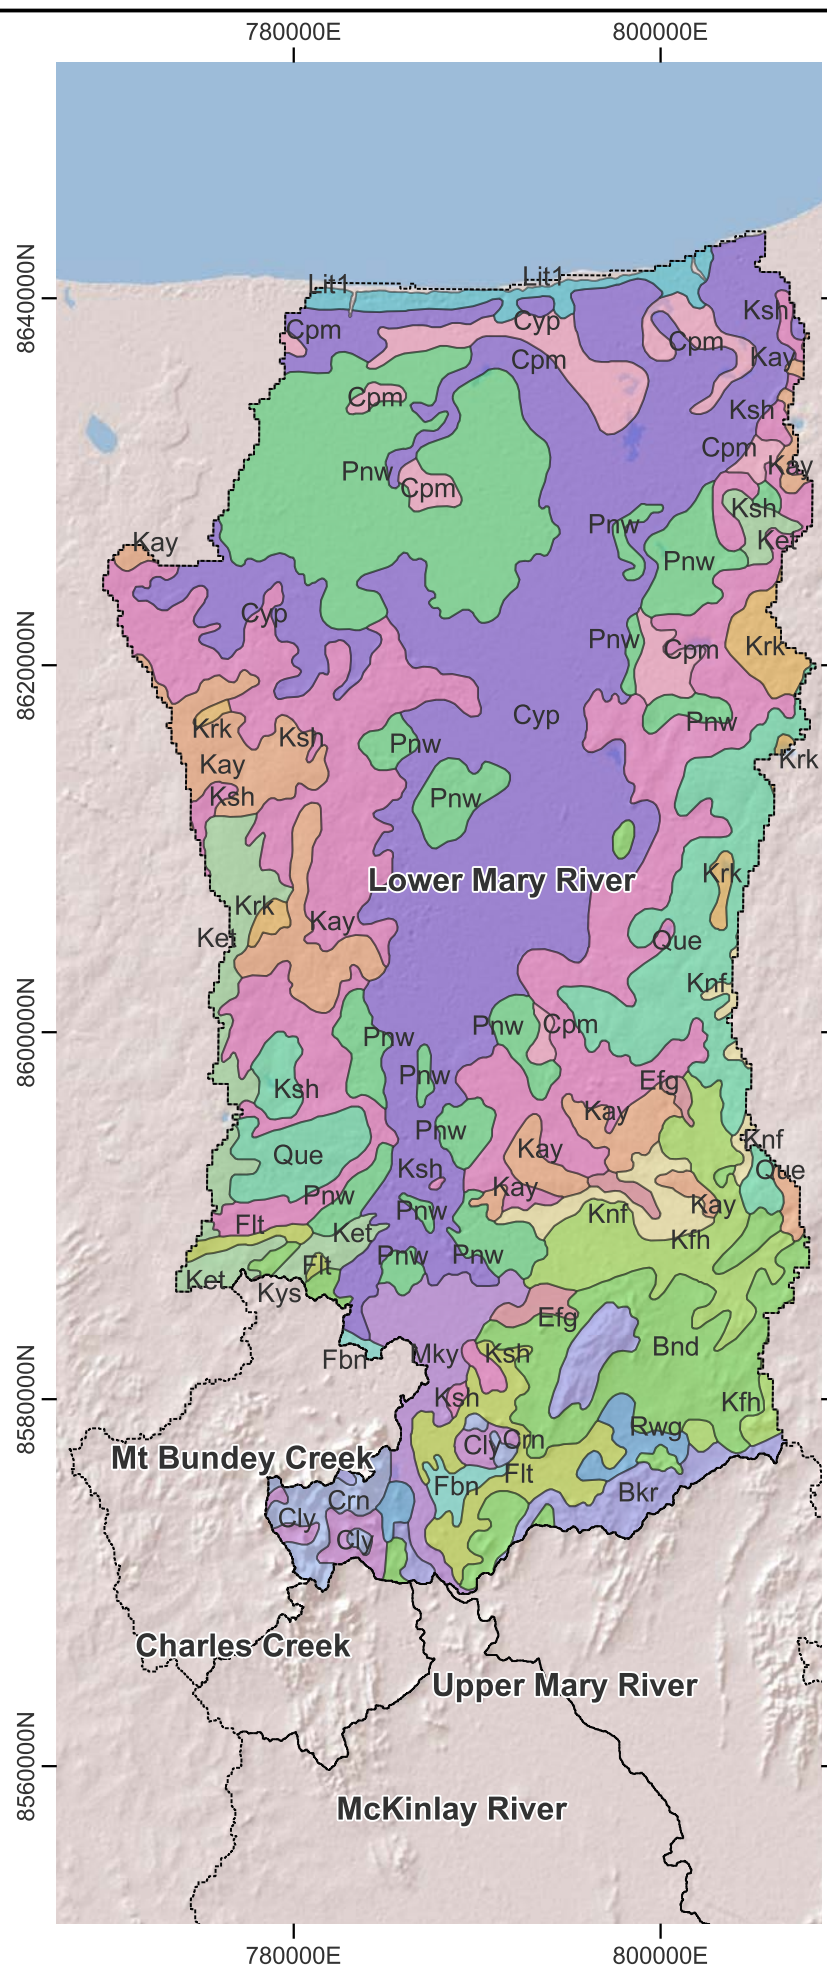 780000E 800000E
8640000N
8620000N
8600000N
8580000N
8560000N
Lit1
Lit1
Cpm
Cyp
Cpm
Ksh
Cpm
Kay
Cpm
Ksh
Cpm
Kay
Pnw
Cpm
Ksh
Pnw
Ket
Kay
Pnw
Cyp
Pnw
Cpm
Krk
Krk
Ksh
Cyp
Pnw
Pnw
Kay
Krk
Ksh
Pnw
Lower Mary River
Krk
Krk
Kay
Ket
Que
Knf
Pnw
Pnw
Cpm
Ksh
Pnw
Efg
Kay
Pnw
Kay
Knf
Que
Ksh
Que
Kay
Pnw
Pnw
Knf
Kay
Flt
Ket
Kfh
Pnw
Pnw
Flt
Ket
Kys
Efg
Fbn
Mky
Ksh
Bnd
Ksh
Kfh
Rwg
Cly
Crn
Mt Bundey Creek
Fbn
Flt
Bkr
Crn
Cly
Cly
Charles Creek
Upper Mary River
McKinlay River
780000E 800000E